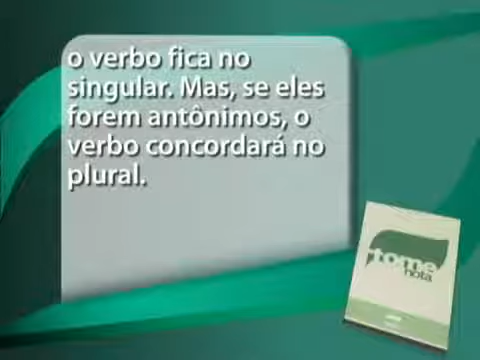 o verbo fica no
singular. Mas, se eles
forem antônimos, o
verbo concordará no
plural.
tome
nota